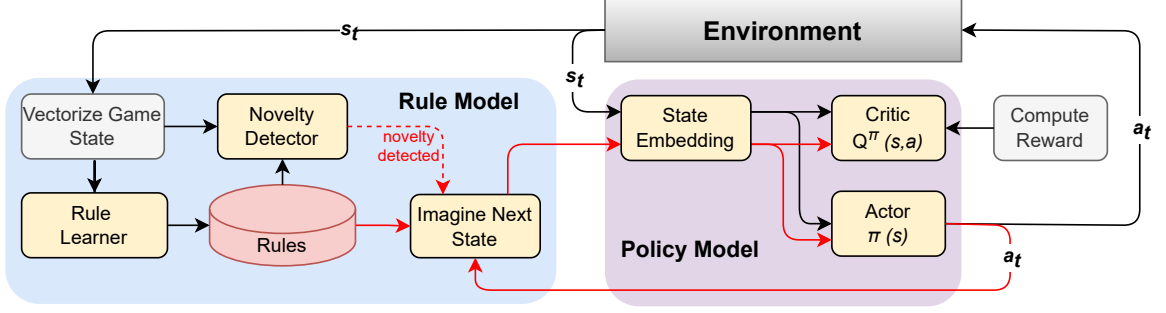 Environment
s_t
s_t
a_t
Rule Model
Vectorize Game
State
Novelty
Detector
novelty
detected
Rule
Learner
Rules
Imagine Next
State
State
Embedding
Critic
Q^π (s,a)
Compute
Reward
Actor
π (s)
Policy Model
a_t